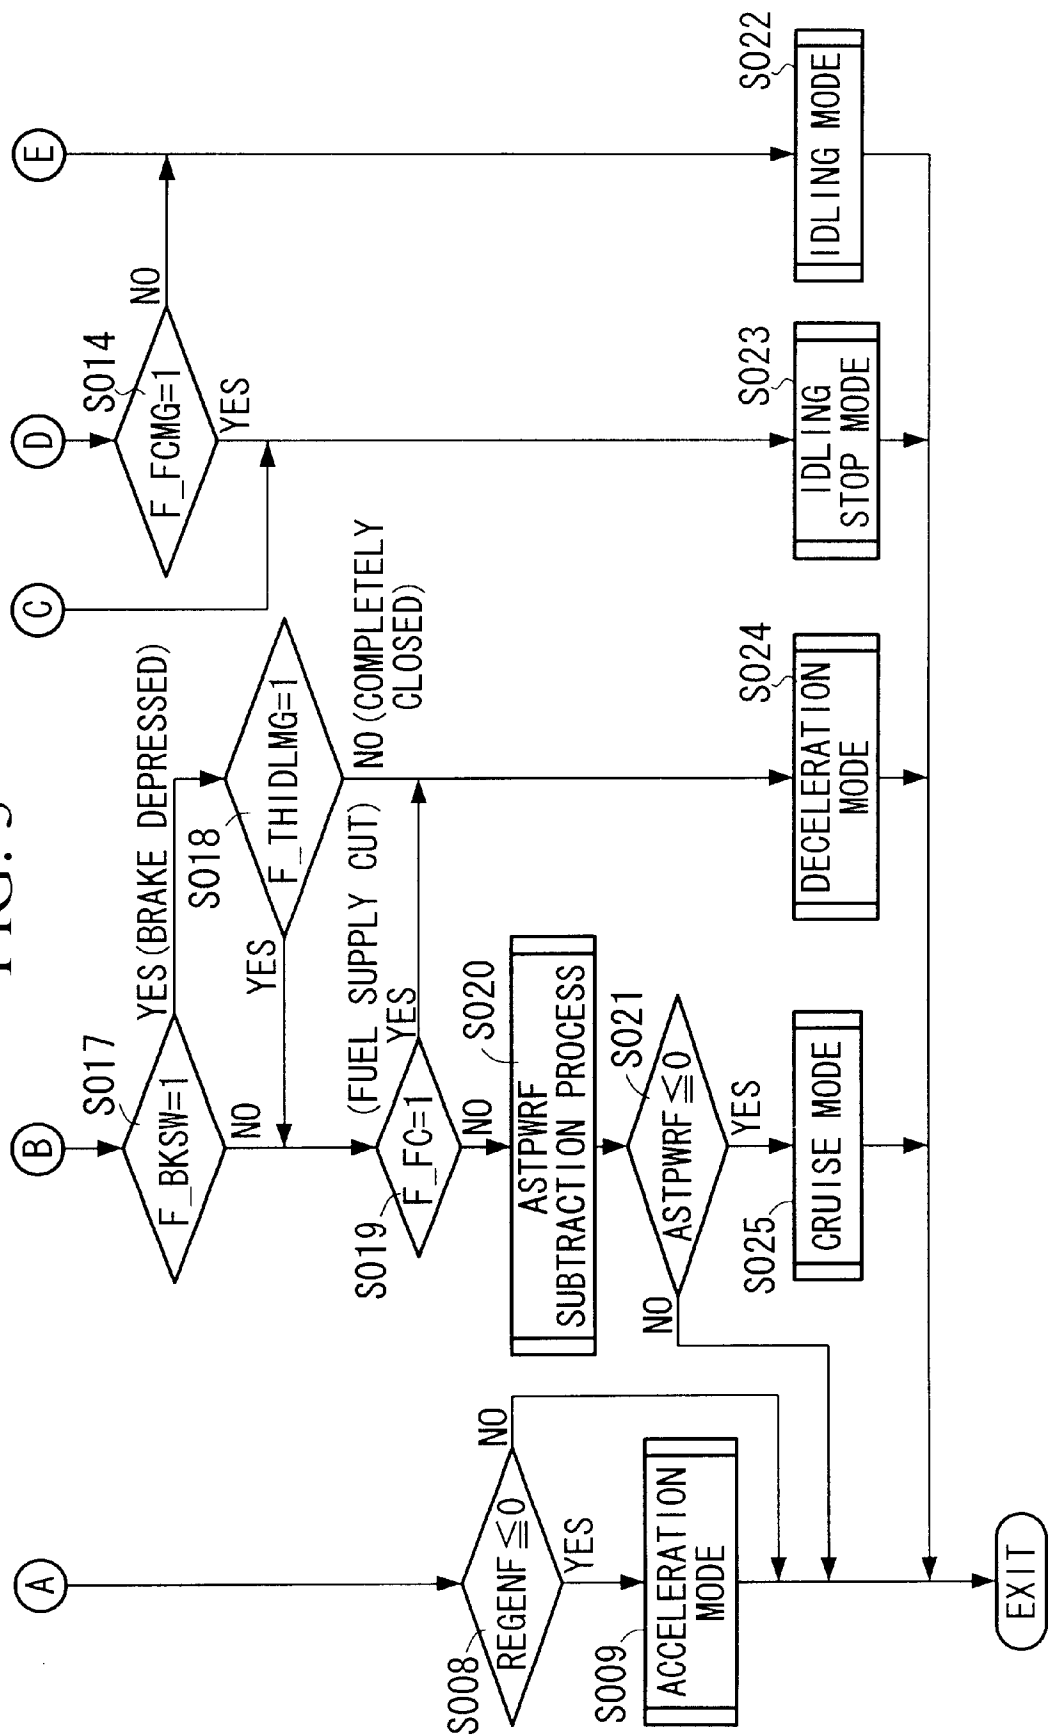 FIG. 5
A
B
C
D
E
S008
REGENF≦0
NO
YES
S009
ACCELERATION
MODE
S017
F_BKSW=1
YES(BRAKE DEPRESSED)
NO
S018
F_THIDLMG=1
YES
NO(COMPLETELY
CLOSED)
(FUEL SUPPLY CUT)
S019
F_FC=1
YES
NO
S020
ASTPWRF
SUBTRACTION PROCESS
S021
ASTPWRF≦0
NO
YES
S014
F_FCMG=1
NO
YES
S025
CRUISE MODE
S024
DECELERATION
MODE
S023
IDLING
STOP MODE
S022
IDLING MODE
EXIT